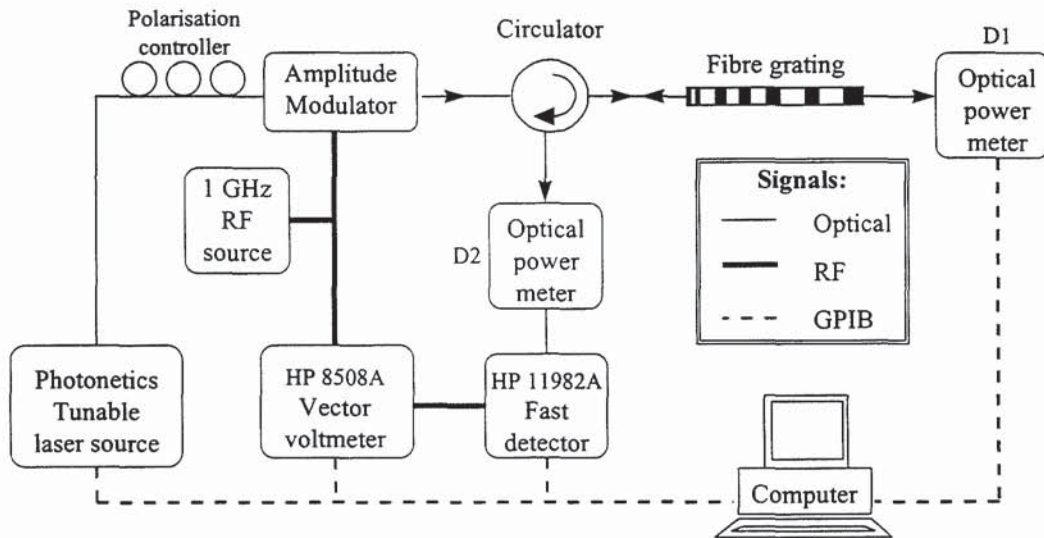 Polarisation
controller
Amplitude
Modulator
Circulator
Fibre grating
D1
Optical
power
meter
1 GHz
RF
source
D2
Optical
power
meter
Signals:
Optical
RF
GPIB
Photonetics
Tunable
laser source
HP 8508A
Vector
voltmeter
HP 11982A
Fast
detector
Computer